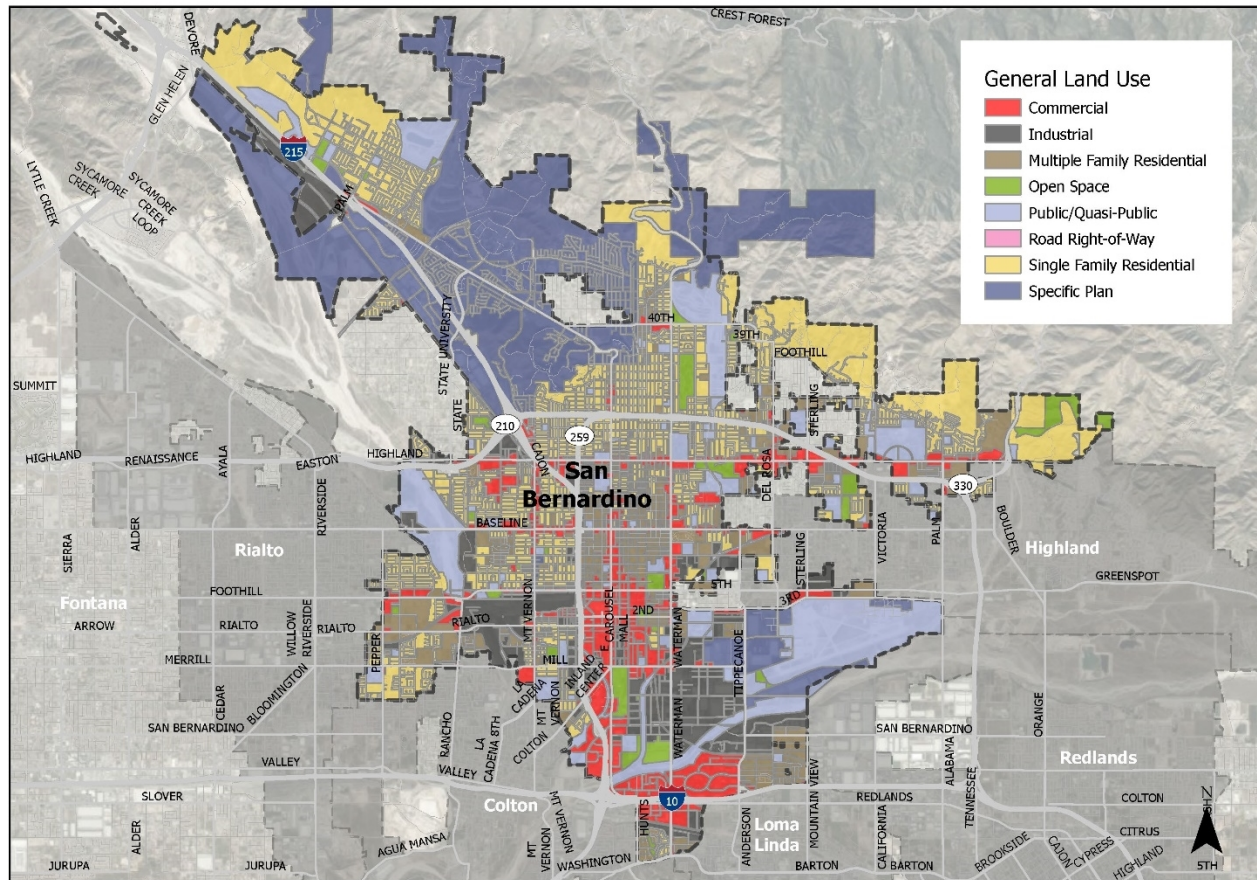 CREST FOREST
DEVORE
GLEN HELEN
General Land Use
Commercial
Industrial
Multiple Family Residential
Open Space
Public/Quasi-Public
Road Right-of-Way
Single Family Residential
Specific Plan
215
LYTLE CREEK
SYCAMORE
CREEK
SYCAMORE
CREEK
LOOP
PALM
STATE UNIVERSITY
40TH
39TH
FOOTHILL
SUMMIT
STATE
STERLING
210
259
CAJON
HIGHLAND
RENAISSANCE
AYALA
EASTON
HIGHLAND
San
Bernardino
DEL ROSA
330
SIERRA
ALDER
RIVERSIDE
BASELINE
VICTORIA
PALM
BOULDER
Rialto
Highland
STERLING
5TH
GREENSPOT
FOOTHILL
3RD
Fontana
ARROW
RIALTO
WILLOW
RIVERSIDE
RIALTO
RIALTO
MT VERNON
E
CAROUSEL
MALL
2ND
WATERMAN
TIPPECANOE
MERRILL
PEPPER
MILL
INLAND
CENTER
LA
CADENA
MT
VERNON
CEDAR
BLOOMINGTON
SAN BERNARDINO
RANCHO
LA
CADENA 8TH
COLTON
WATERMAN
SAN BERNARDINO
ORANGE
Redlands
VALLEY
VALLEY
ALABAMA
TENNESSEE
SLOVER
Colton
10
MOUNTAIN VIEW
REDLANDS
COLTON
ALDER
MT
VERNON
HUNTS
ANDERSON
Loma
Linda
CALIFORNIA
CITRUS
AGUA MANSA
MT
VERNON
WASHINGTON
BARTON
BARTON
BROOKSIDE
CAJON
CYPRESS
HIGHLAND
5TH
JURUPA
JURUPA
N